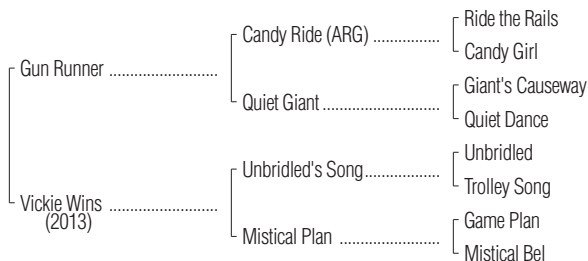 Ride the Rails
Candy Ride (ARG)
Candy Girl
Gun Runner
Giant's Causeway
Quiet Giant
Quiet Dance
Unbridled
Unbridled's Song
Trolley Song
Vickie Wins
(2013)
Game Plan
Mistical Plan
Mistical Bel